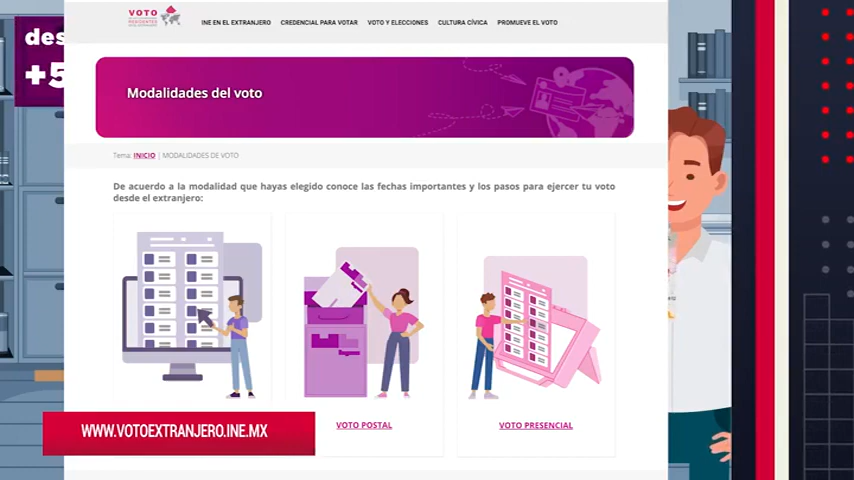 des
+5
VOTO
INE EN EL EXTRANJERO CREDENCIAL PARA VOTAR VOTO Y ELECCIONES CULTURA CÍVICA PROMUEVE EL VOTO
Modalidades del voto
Tema: INICIO | MODALIDADES DE VOTO
De acuerdo a la modalidad que hayas elegido conoce las fechas importantes y los pasos para ejercer tu voto
desde el extranjero:
VOTO POSTAL
VOTO PRESENCIAL
WWW.VOTOEXTRANJERO.INE.MX